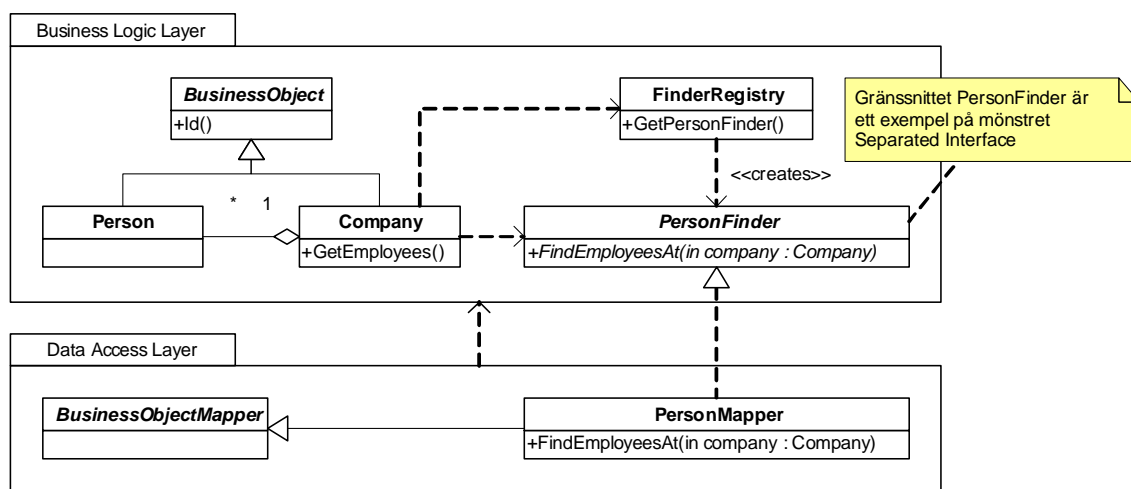 Business Logic Layer
BusinessObject
+Id()
FinderRegistry
+GetPersonFinder()
Gränssnittet PersonFinder är
ett exempel på mönstret
Separated Interface
<<creates>>
* 1
Person
Company
+GetEmployees()
PersonFinder
+FindEmployeesAt(in company : Company)
Data Access Layer
BusinessObjectMapper
PersonMapper
+FindEmployeesAt(in company : Company)